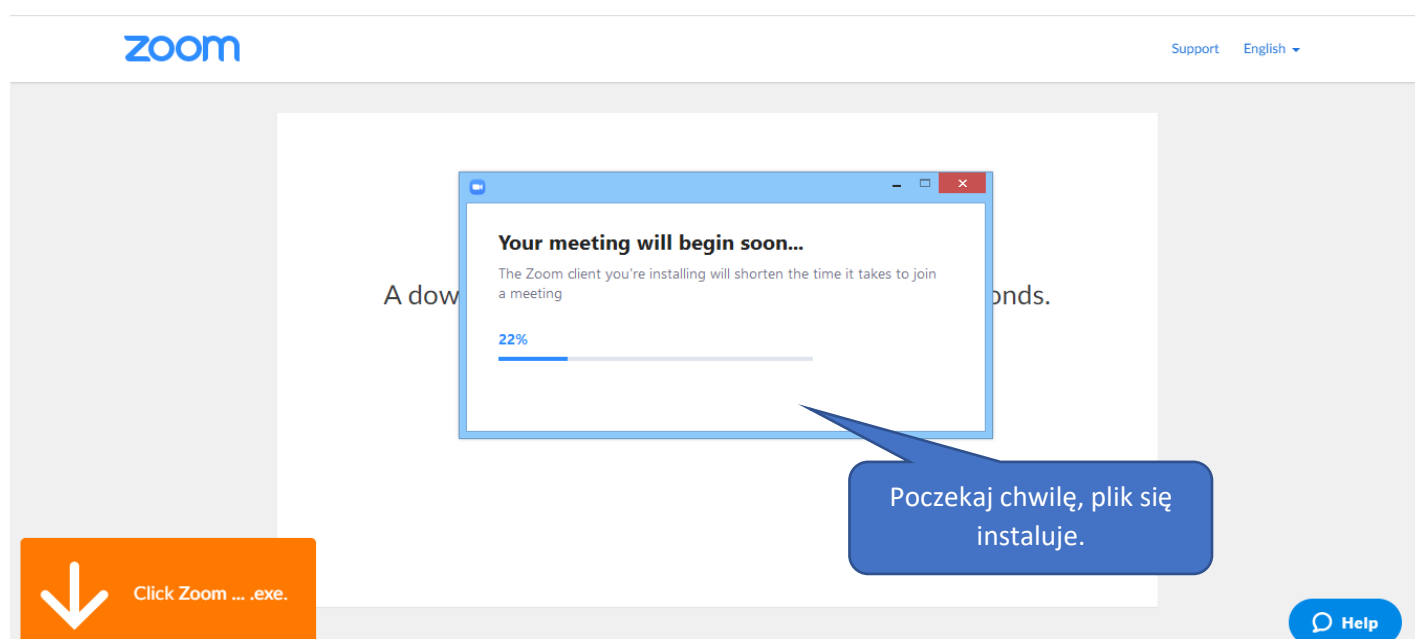 zoom
Support English
Your meeting will begin soon...
The Zoom client you're installing will shorten the time it takes to join
a meeting
A dow onds.
22%
Poczekaj chwilę, plik się
instaluje.
Click Zoom ... .exe.
Help